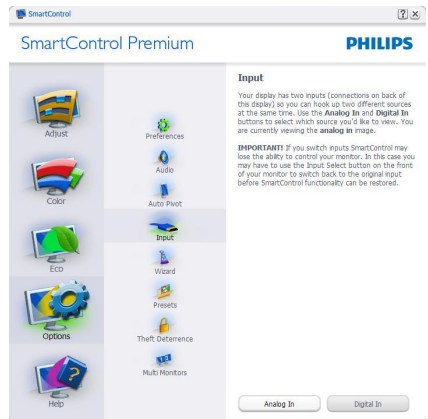 SmartControl
SmartControl Premium
PHILIPS
Adjust
Color
Eco
Options
Help
Preferences
Audio
Auto Pivot
Input
Wizard
Presets
Theft Deterrence
Multi Monitors
Input
Your display has two inputs (connections on back of
this display) so you can hook up two different sources
at the same time. Use the Analog In and Digital In
buttons to select which source you'd like to view. You
are currently viewing the analog in image.
IMPORTANT! If you switch inputs SmartControl may
lose the ability to control your monitor. In this case you
may have to use the Input Select button on the front
of your monitor to switch back to the original input
before SmartControl functionality can be restored.
Analog In
Digital In